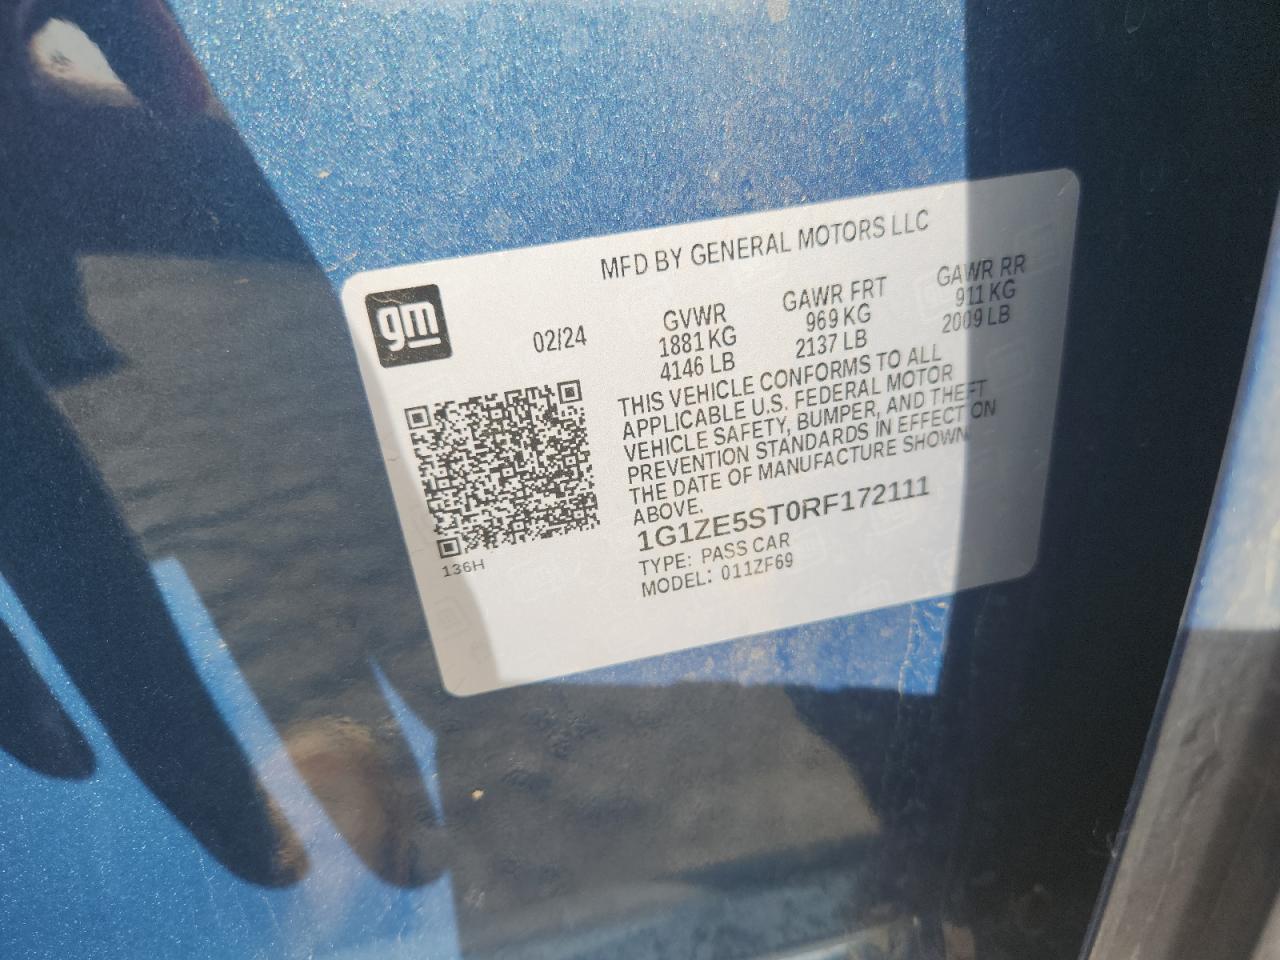 MFD BY GENERAL MOTORS LLC
gm
02/24
GVWR
1881 KG
4146 LB
GAWR FRT
969 KG
2137 LB
GAWR RR
911 KG
2009 LB
THIS VEHICLE CONFORMS TO ALL
APPLICABLE U.S. FEDERAL MOTOR
VEHICLE SAFETY, BUMPER, AND THEFT
PREVENTION STANDARDS IN EFFECT ON
THE DATE OF MANUFACTURE SHOWN
ABOVE.
1G1ZE5ST0RF172111
TYPE: PASS CAR
MODEL: 011ZF69
136H